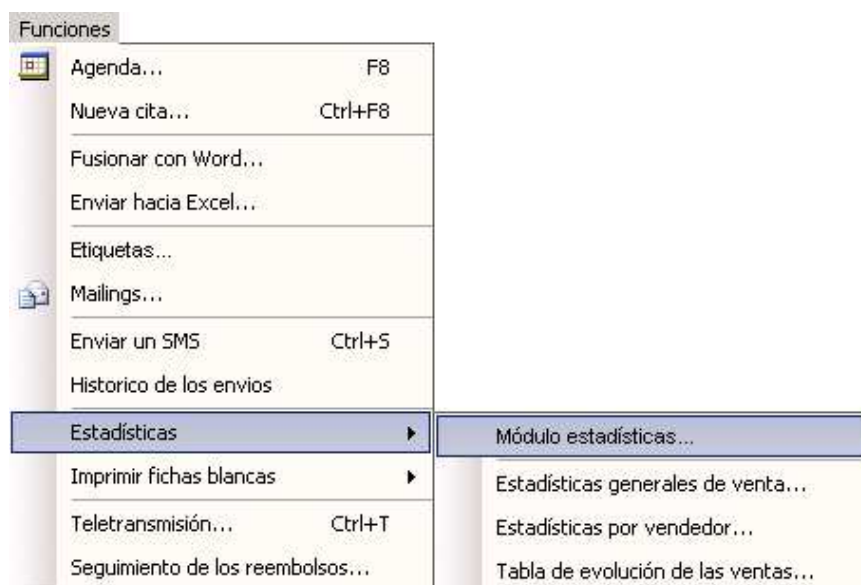 Funciones
Agenda... F8
Nueva cita... Ctrl+F8
Fusionar con Word...
Enviar hacia Excel...
Etiquetas...
Mailings...
Enviar un SMS Ctrl+S
Historico de los envios
Estadísticas
Módulo estadísticas...
Imprimir fichas blancas
Estadísticas generales de venta...
Teletransmisión... Ctrl+T
Estadísticas por vendedor...
Seguimiento de los reembolsos...
Tabla de evolución de las ventas...